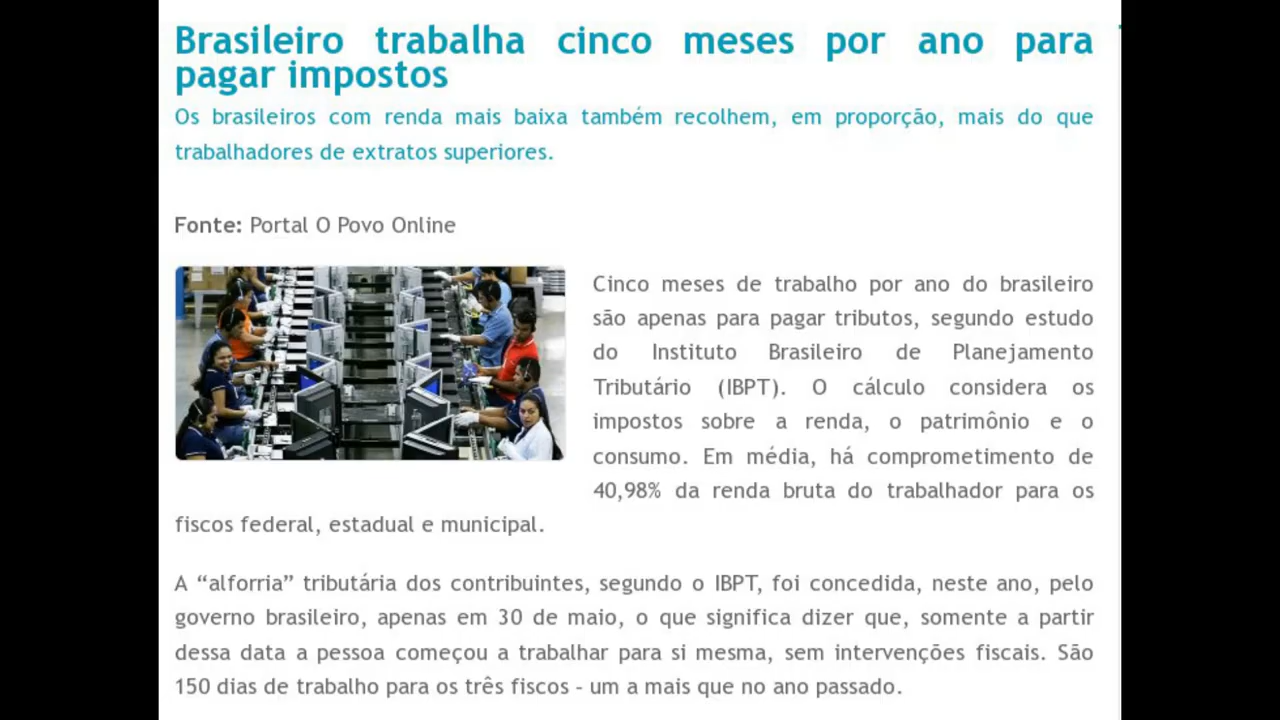 Brasileiro trabalha cinco meses por ano para
pagar impostos
Os brasileiros com renda mais baixa também recolhem, em proporção, mais do que
trabalhadores de extratos superiores.
Fonte: Portal O Povo Online
Cinco meses de trabalho por ano do brasileiro
são apenas para pagar tributos, segundo estudo
do Instituto Brasileiro de Planejamento
Tributário (IBPT). O cálculo considera os
impostos sobre a renda, o patrimônio e o
consumo. Em média, há comprometimento de
40,98% da renda bruta do trabalhador para os
fiscos federal, estadual e municipal.
A “alforria” tributária dos contribuintes, segundo o IBPT, foi concedida, neste ano, pelo
governo brasileiro, apenas em 30 de maio, o que significa dizer que, somente a partir
dessa data a pessoa começou a trabalhar para si mesma, sem intervenções fiscais. São
150 dias de trabalho para os três fiscos - um a mais que no ano passado.